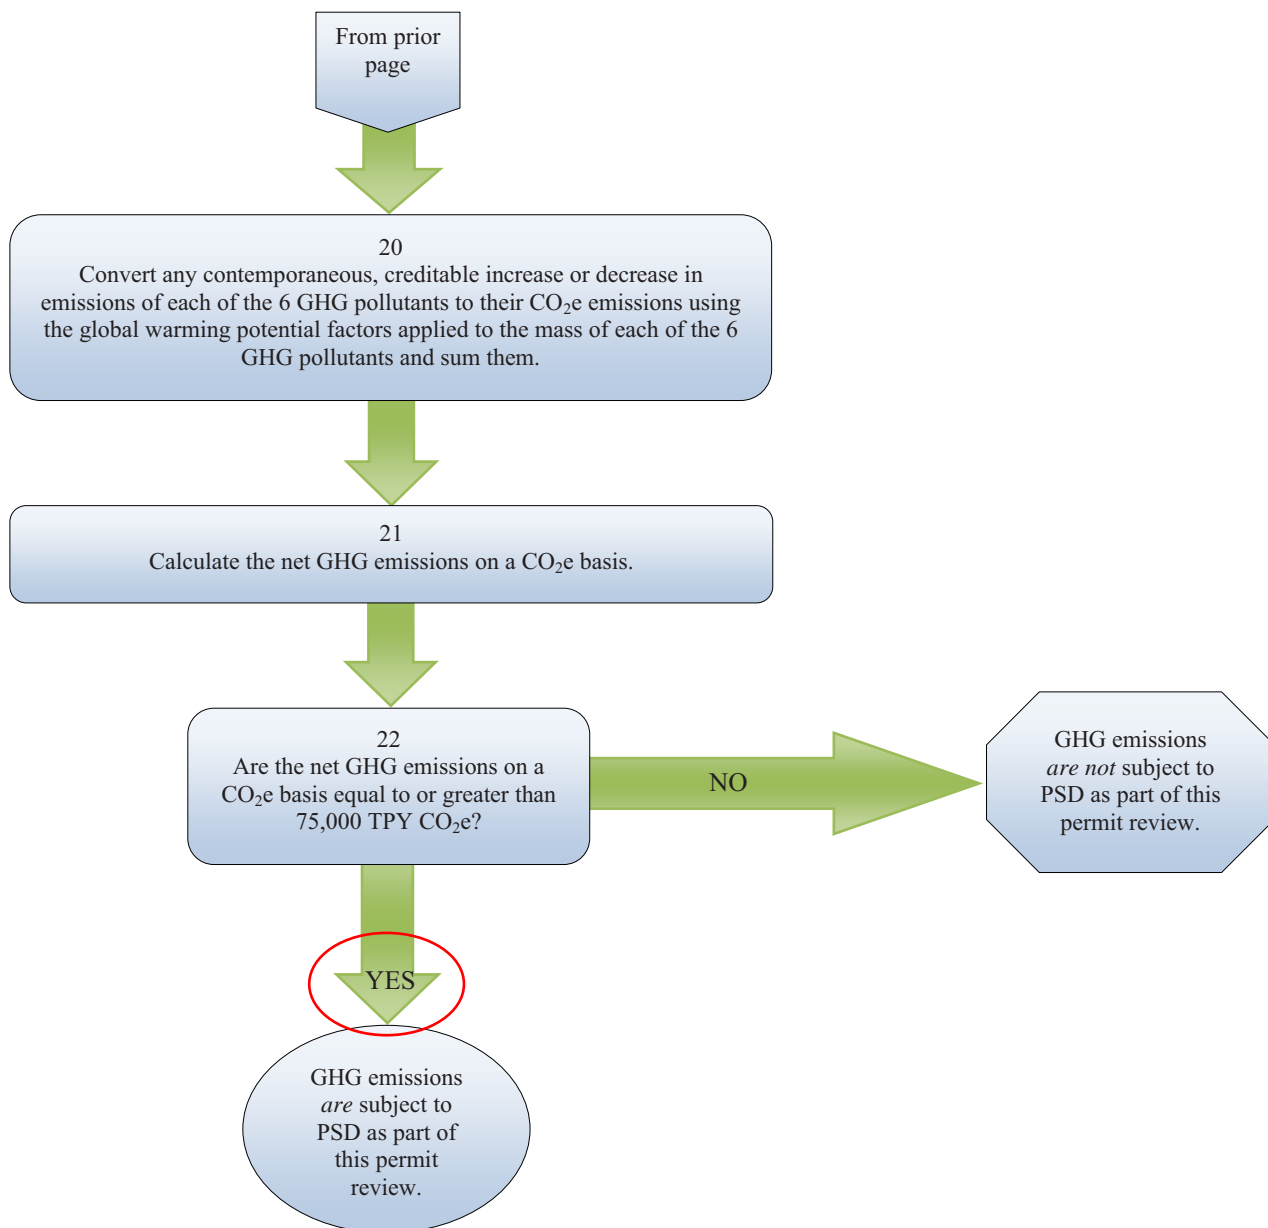 From prior
page
20
Convert any contemporaneous, creditable increase or decrease in
emissions of each of the 6 GHG pollutants to their CO₂e emissions using
the global warming potential factors applied to the mass of each of the 6
GHG pollutants and sum them.
21
Calculate the net GHG emissions on a CO₂e basis.
22
Are the net GHG emissions on a
CO₂e basis equal to or greater than
75,000 TPY CO₂e?
NO
GHG emissions
are not subject to
PSD as part of this
permit review.
YES
GHG emissions
are subject to
PSD as part of
this permit
review.